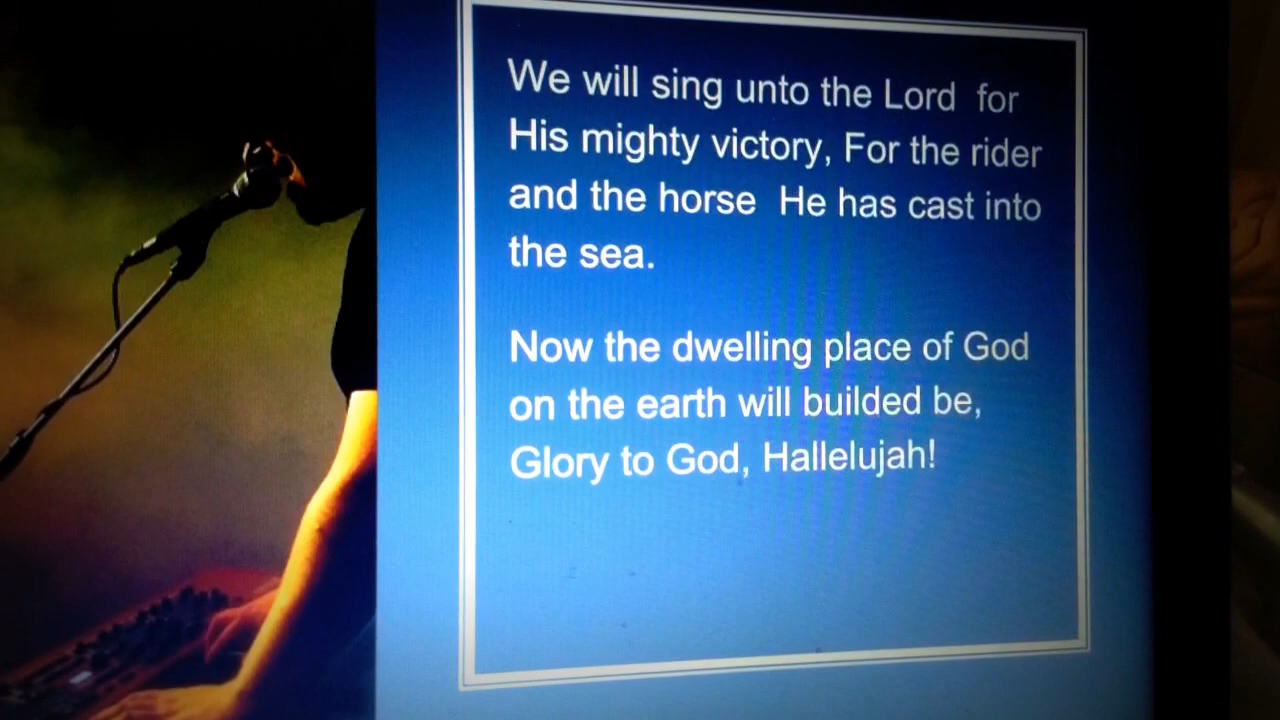 We will sing unto the Lord  for
His mighty victory, For the rider
and the horse  He has cast into
the sea.
Now the dwelling place of God
on the earth will builded be,
Glory to God, Hallelujah!